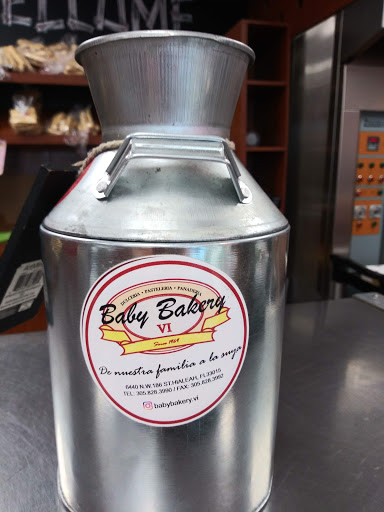 WELCOME
DULCERIA • PASTELERIA • PANADERIA
Baby Bakery
VI
Since 1969
De nuestra familia a la suya
6440 N.W. 186 ST. HIALEAH, FL 33015
TEL. 305.828.3990 / FAX: 305.828.3992
babybakery.vi